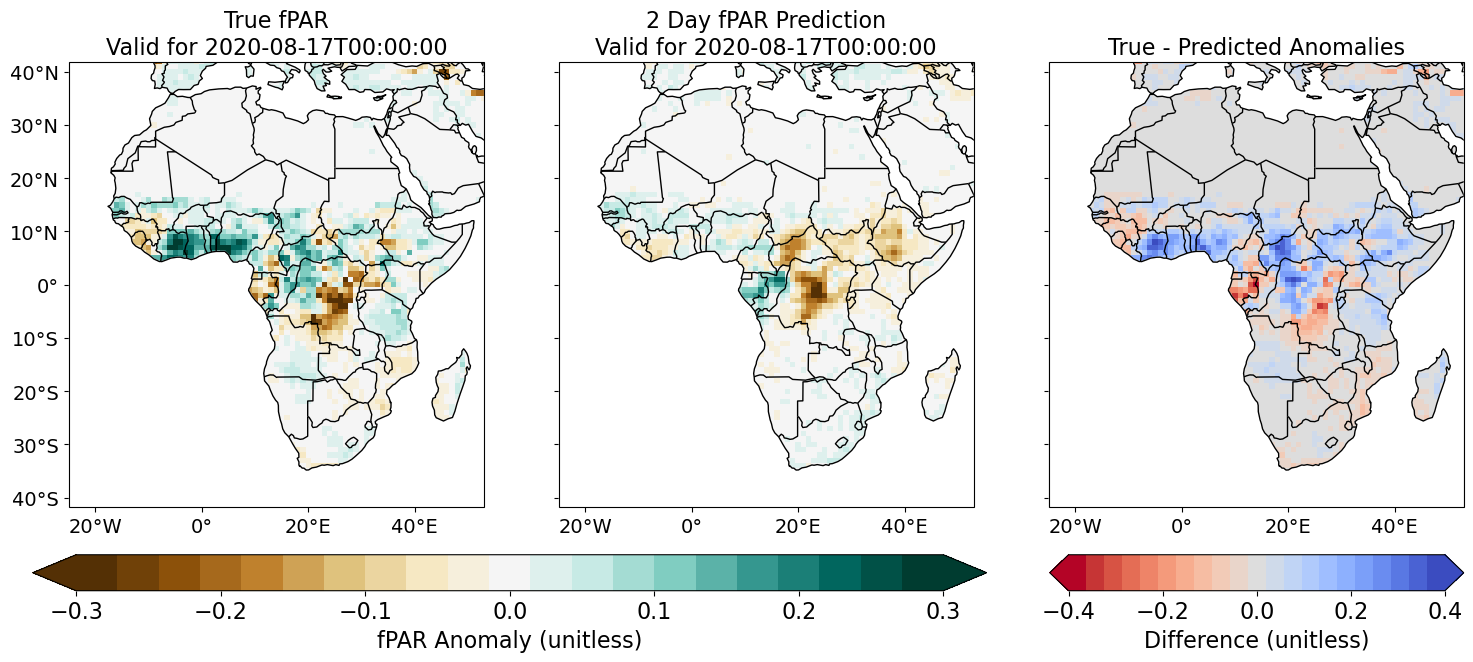 True fPAR
Valid for 2020-08-17T00:00:00
2 Day fPAR Prediction
Valid for 2020-08-17T00:00:00
True - Predicted Anomalies
40°N
30°N
20°N
10°N
0°
10°S
20°S
30°S
40°S
20°W 0° 20°E 40°E
20°W 0° 20°E 40°E
20°W 0° 20°E 40°E
−0.3 −0.2 −0.1 0.0 0.1 0.2 0.3
fPAR Anomaly (unitless)
−0.4 −0.2 0.0 0.2 0.4
Difference (unitless)